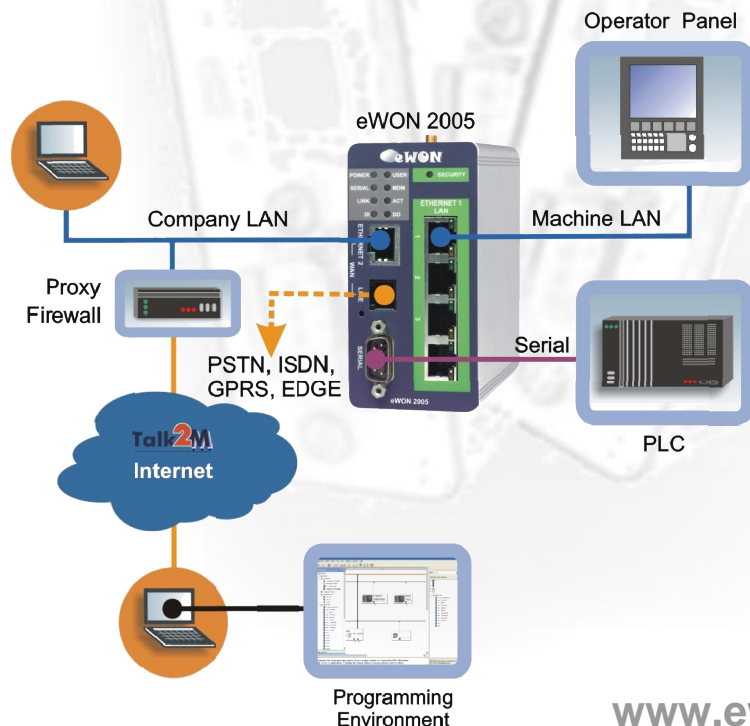 Operator Panel
eWON 2005
eWON
POWER USER
SERIAL MDM
LINK ACT
DI DO
SECURITY
ETHERNET 1
LAN
1
2
3
ETHERNET 2
WAN
LINE
SERIAL
eWON 2005
Company LAN
Machine LAN
Proxy
Firewall
PSTN, ISDN,
GPRS, EDGE
Serial
PLC
Talk2M
Internet
Programming
Environment
www.ew